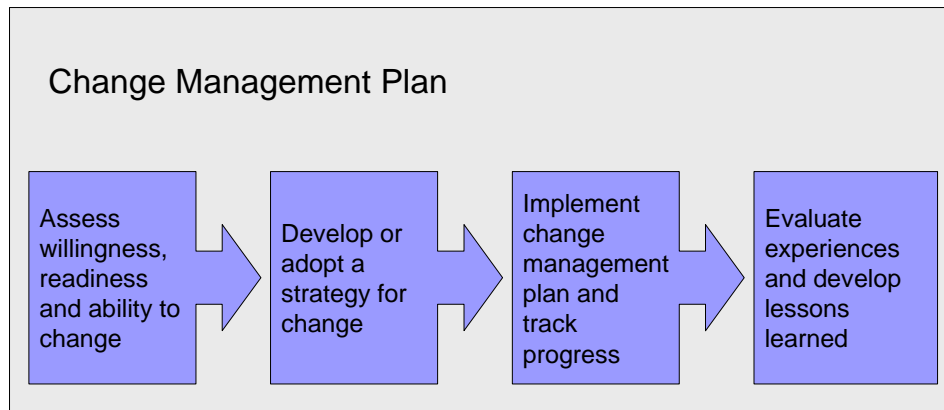 Change Management Plan
Assess
willingness,
readiness
and ability to
change
Develop or
adopt a
strategy for
change
Implement
change
management
plan and
track
progress
Evaluate
experiences
and develop
lessons
learned